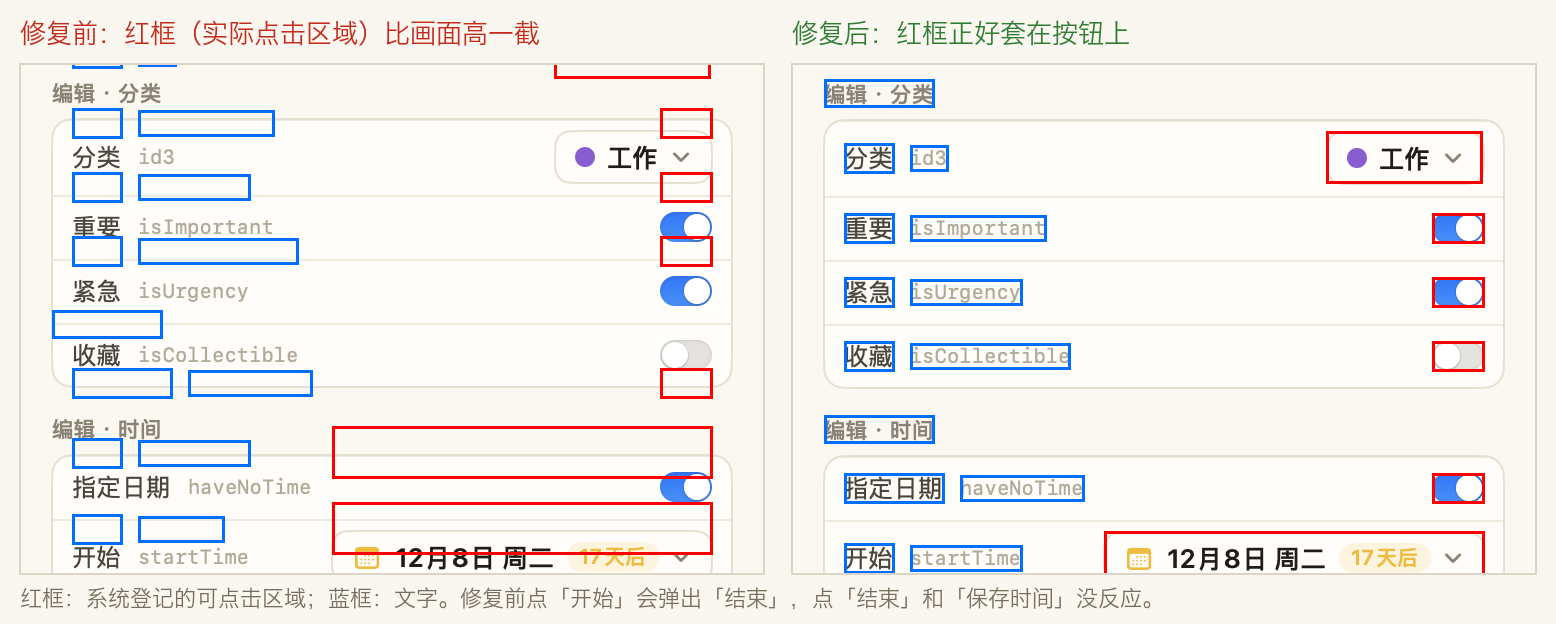 修复前：红框（实际点击区域）比画面高一截
编辑 · 分类
分类 id3 工作
重要 isImportant
紧急 isUrgency
收藏 isCollectible
编辑 · 时间
指定日期 haveNoTime
开始 startTime 12月8日 周二 17天后
修复后：红框正好套在按钮上
编辑 · 分类
分类 id3 工作
重要 isImportant
紧急 isUrgency
收藏 isCollectible
编辑 · 时间
指定日期 haveNoTime
开始 startTime 12月8日 周二 17天后
红框：系统登记的可点击区域；蓝框：文字。修复前点「开始」会弹出「结束」，点「结束」和「保存时间」没反应。